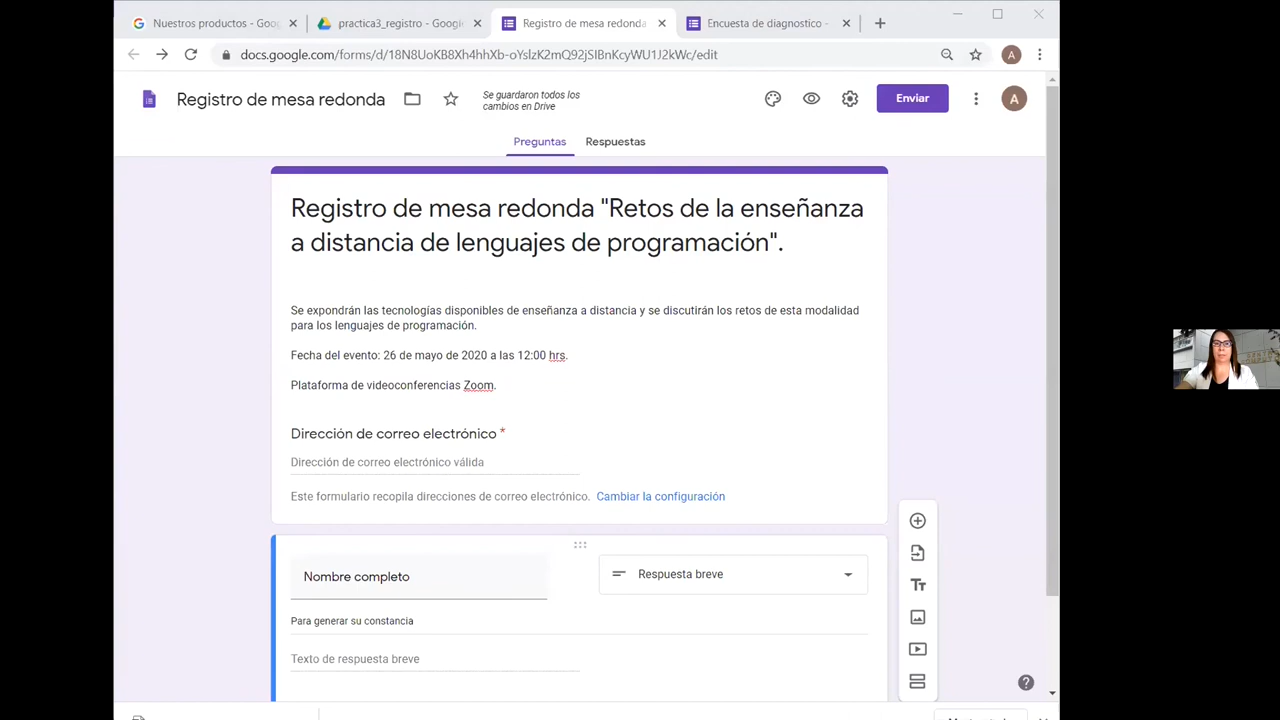 Nuestros productos - Goog
practica3_registro - Google
Registro de mesa redonda
Encuesta de diagnostico -
docs.google.com/forms/d/18N8UoKB8Xh4hhXb-oYslzK2mQ92jSIBnKcyWU1J2kWc/edit
A
Registro de mesa redonda
Se guardaron todos los
cambios en Drive
Enviar
A
Preguntas
Respuestas
Registro de mesa redonda "Retos de la enseñanza
a distancia de lenguajes de programación".
Se expondrán las tecnologías disponibles de enseñanza a distancia y se discutirán los retos de esta modalidad
para los lenguajes de programación.
Fecha del evento: 26 de mayo de 2020 a las 12:00 hrs.
Plataforma de videoconferencias Zoom.
Dirección de correo electrónico *
Dirección de correo electrónico válida
Este formulario recopila direcciones de correo electrónico. Cambiar la configuración
Nombre completo
Respuesta breve
Para generar su constancia
Texto de respuesta breve